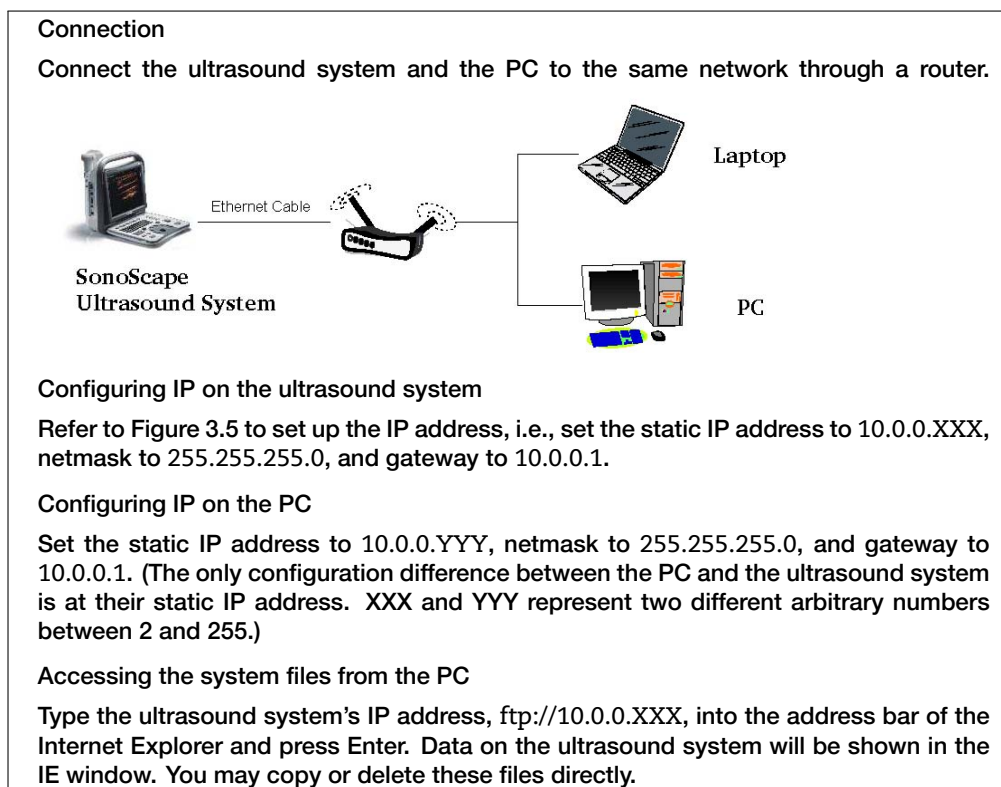 Connection
Connect the ultrasound system and the PC to the same network through a router.
Laptop
Ethernet Cable
SonoScape
Ultrasound System
PC
Configuring IP on the ultrasound system
Refer to Figure 3.5 to set up the IP address, i.e., set the static IP address to 10.0.0.XXX,
netmask to 255.255.255.0, and gateway to 10.0.0.1.
Configuring IP on the PC
Set the static IP address to 10.0.0.YYY, netmask to 255.255.255.0, and gateway to
10.0.0.1. (The only configuration difference between the PC and the ultrasound system
is at their static IP address. XXX and YYY represent two different arbitrary numbers
between 2 and 255.)
Accessing the system files from the PC
Type the ultrasound system's IP address, ftp://10.0.0.XXX, into the address bar of the
Internet Explorer and press Enter. Data on the ultrasound system will be shown in the
IE window. You may copy or delete these files directly.